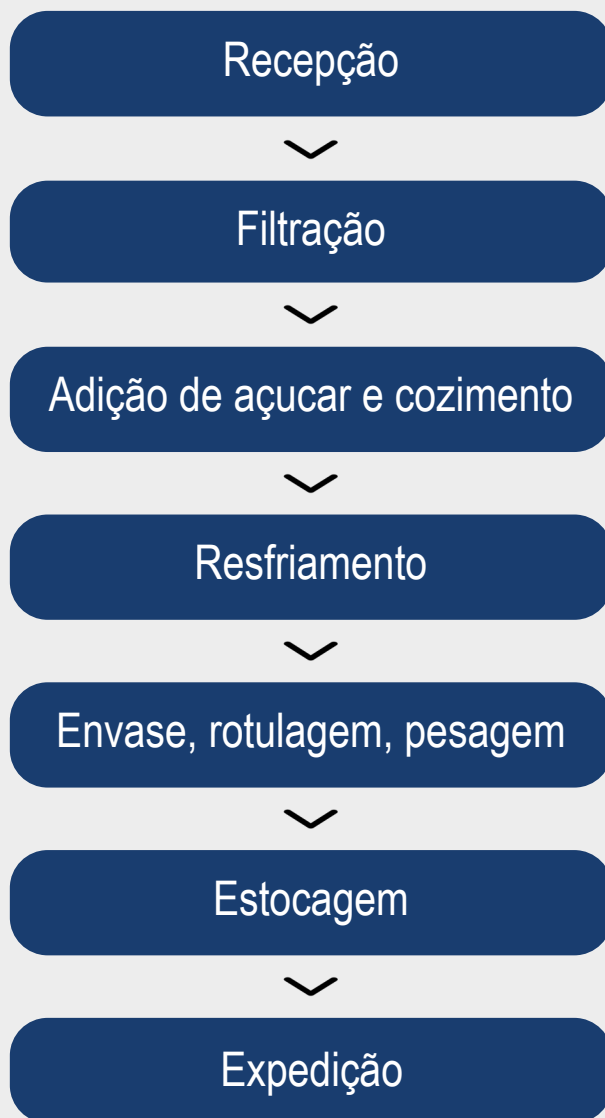 Recepção
Filtração
Adição de açucar e cozimento
Resfriamento
Envase, rotulagem, pesagem
Estocagem
Expedição